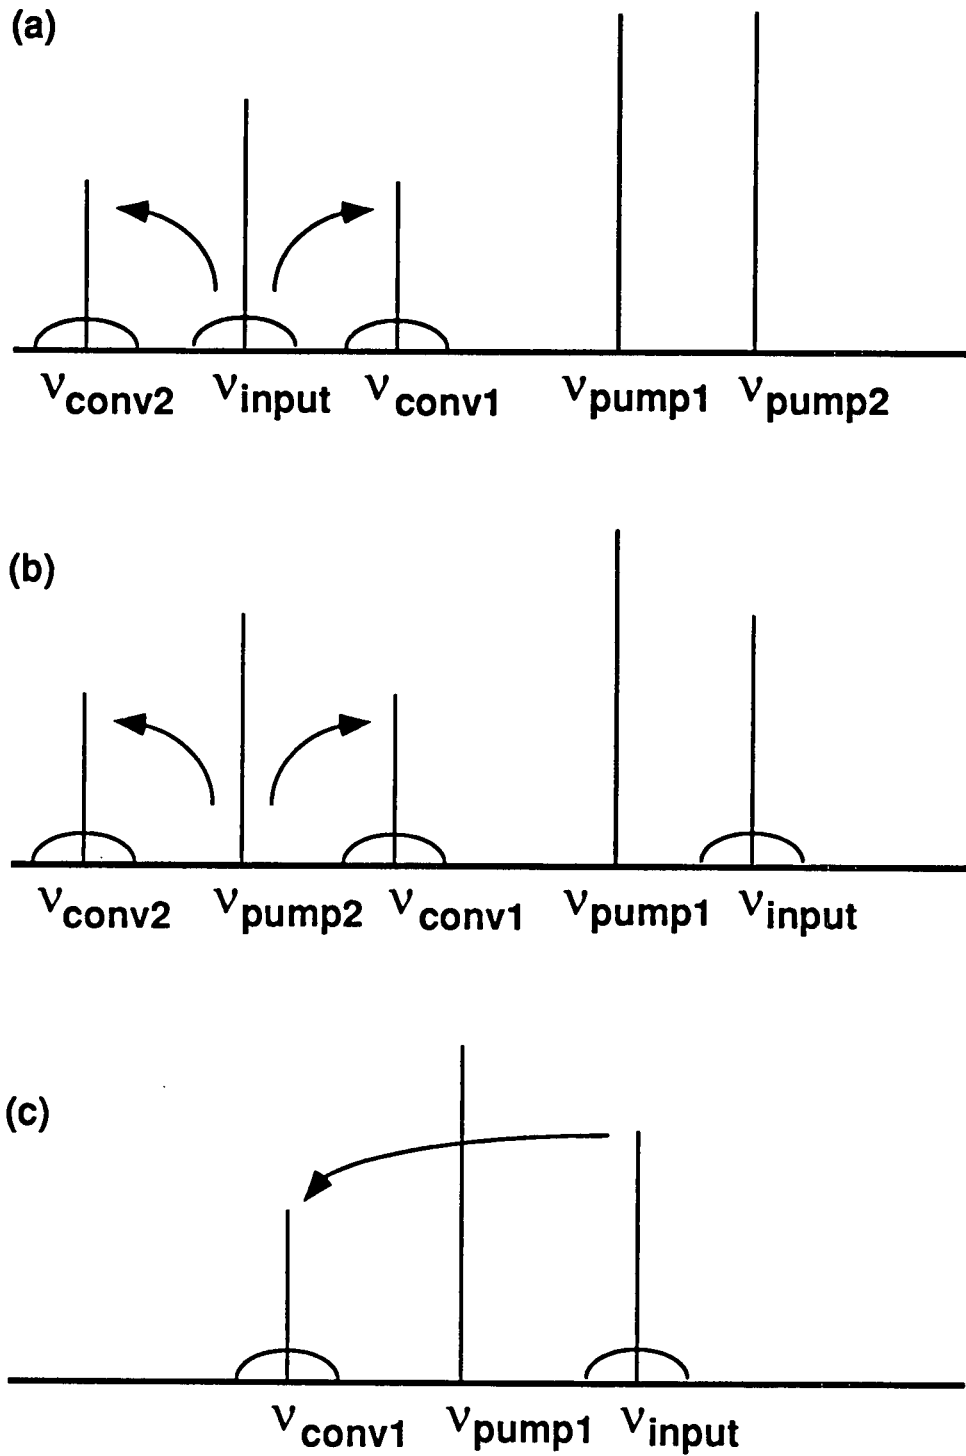 (a)
νconv2 νinput νconv1 νpump1 νpump2
(b)
νconv2 νpump2 νconv1 νpump1 νinput
(c)
νconv1 νpump1 νinput